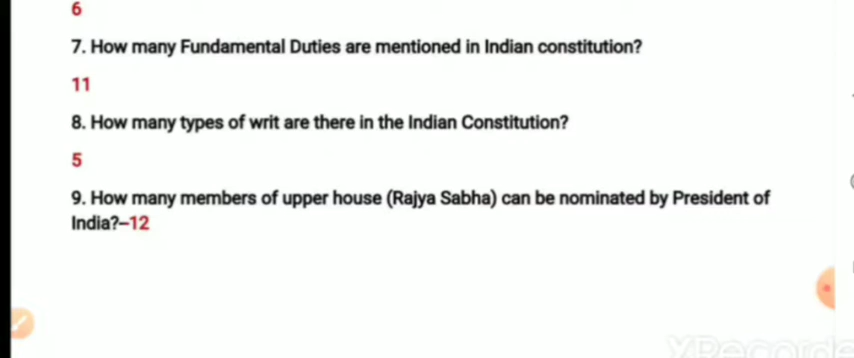 6
7. How many Fundamental Duties are mentioned in Indian constitution?
11
8. How many types of writ are there in the Indian Constitution?
5
9. How many members of upper house (Rajya Sabha) can be nominated by President of
India?–12